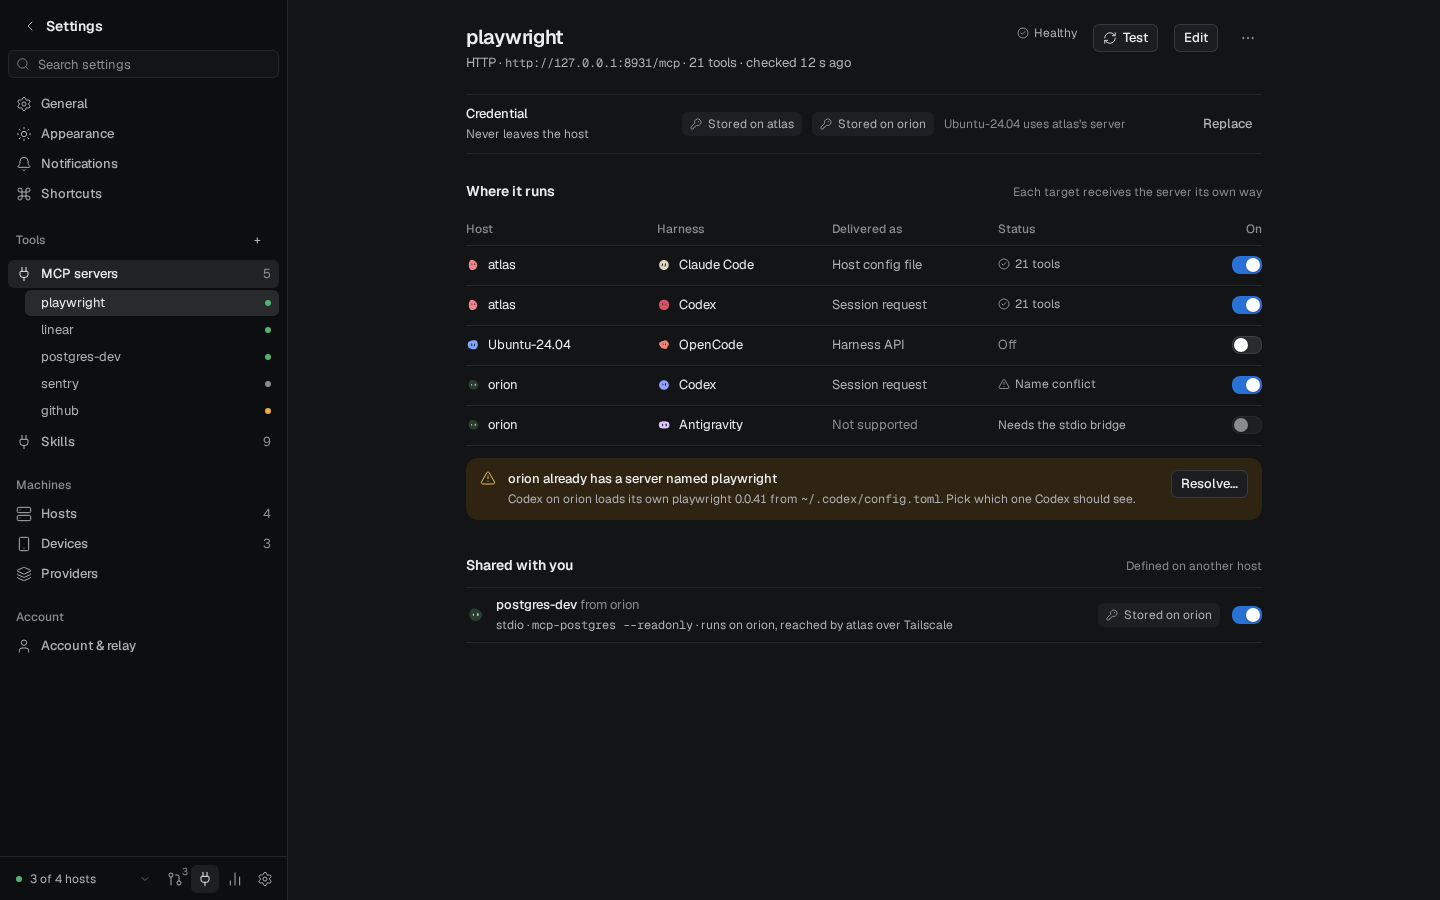 Settings
Search settings
General
Appearance
Notifications
Shortcuts
Tools +
MCP servers 5
playwright
linear
postgres-dev
sentry
github
Skills 9
Machines
Hosts 4
Devices 3
Providers
Account
Account & relay
3 of 4 hosts 3
playwright
Healthy Test Edit ...
HTTP · http://127.0.0.1:8931/mcp · 21 tools · checked 12 s ago
Credential
Never leaves the host
Stored on atlas Stored on orion Ubuntu-24.04 uses atlas's server Replace
Where it runs Each target receives the server its own way
Host Harness Delivered as Status On
atlas Claude Code Host config file 21 tools
atlas Codex Session request 21 tools
Ubuntu-24.04 OpenCode Harness API Off
orion Codex Session request Name conflict
orion Antigravity Not supported Needs the stdio bridge
orion already has a server named playwright
Codex on orion loads its own playwright 0.0.41 from ~/.codex/config.toml. Pick which one Codex should see.
Resolve...
Shared with you Defined on another host
postgres-dev from orion
stdio · mcp-postgres --readonly · runs on orion, reached by atlas over Tailscale
Stored on orion